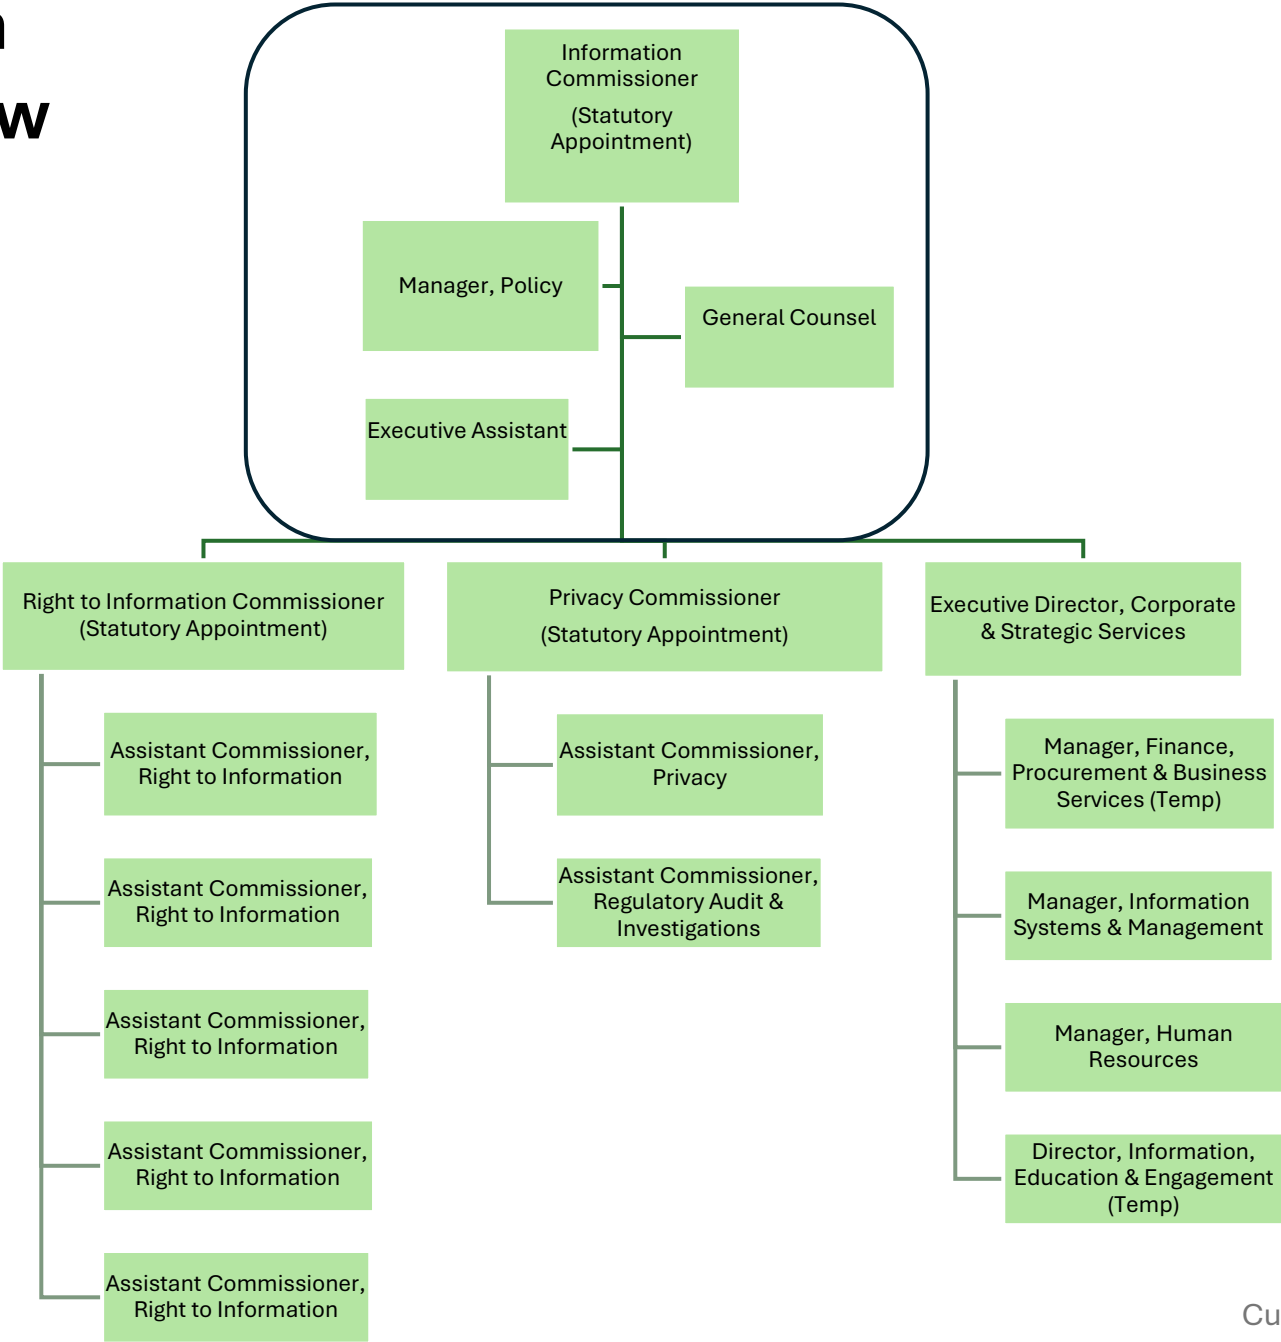 w
Information
Commissioner
(Statutory
Appointment)
Manager, Policy
General Counsel
Executive Assistant
Right to Information Commissioner
(Statutory Appointment)
Privacy Commissioner
(Statutory Appointment)
Executive Director, Corporate
& Strategic Services
Assistant Commissioner,
Right to Information
Assistant Commissioner,
Right to Information
Assistant Commissioner,
Right to Information
Assistant Commissioner,
Right to Information
Assistant Commissioner,
Right to Information
Assistant Commissioner,
Privacy
Assistant Commissioner,
Regulatory Audit &
Investigations
Manager, Finance,
Procurement & Business
Services (Temp)
Manager, Information
Systems & Management
Manager, Human
Resources
Director, Information,
Education & Engagement
(Temp)
Cu